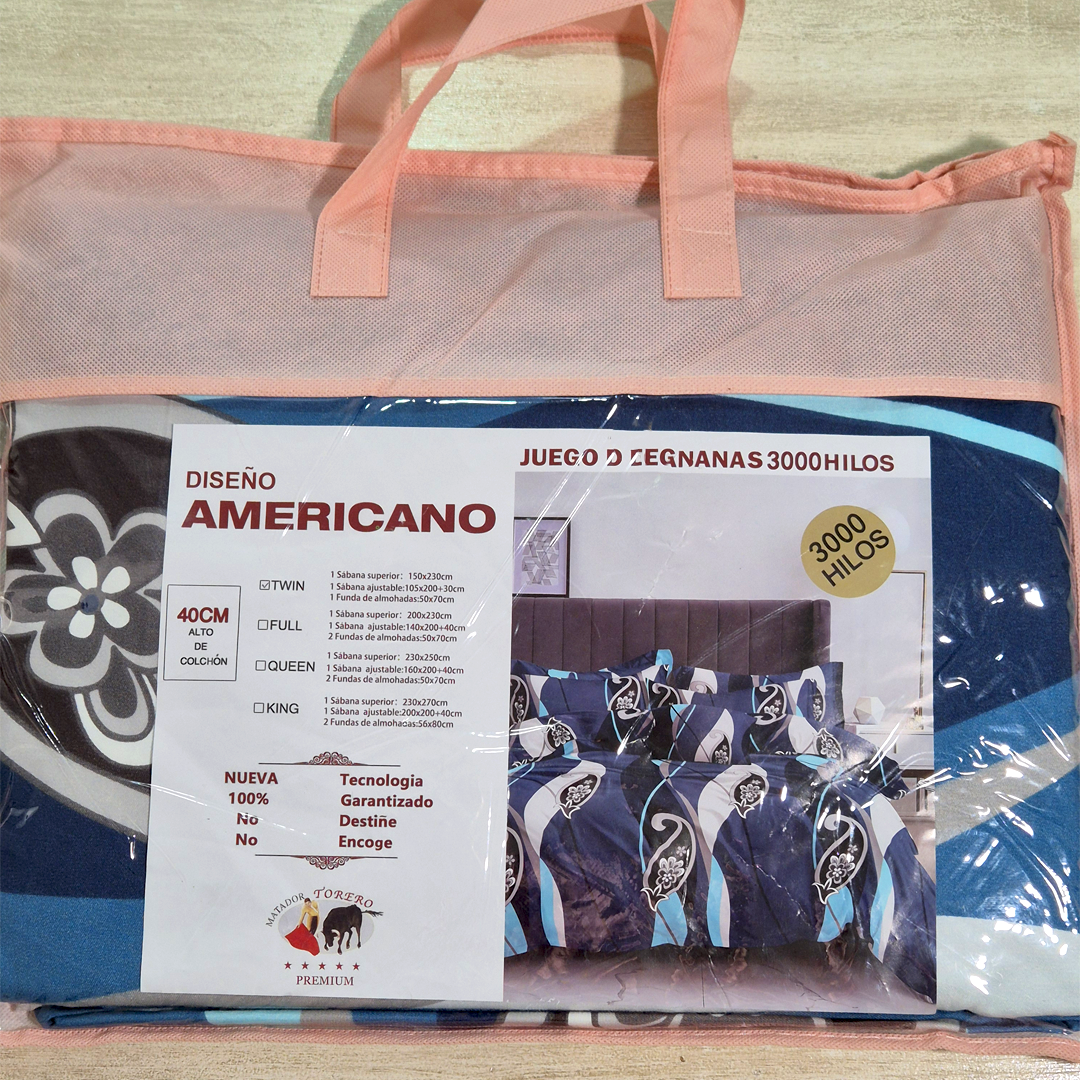 JUEGO D EEGNANAS 3000HILOS
DISEÑO
AMERICANO
3000
HILOS
40CM
ALTO
DE
COLCHÓN
☑TWIN
1 Sábana superior: 150x230cm
1 Sábana ajustable:105x200+30cm
1 Funda de almohadas:50x70cm
☐FULL
1 Sábana superior: 200x230cm
1 Sábana ajustable:140x200+40cm
2 Fundas de almohadas:50x70cm
☐QUEEN
1 Sábana superior: 230x250cm
1 Sábana ajustable:160x200+40cm
2 Fundas de almohadas:50x70cm
☐KING
1 Sábana superior: 230x270cm
1 Sábana ajustable:200x200+40cm
2 Fundas de almohacas:56x80cm
NUEVA Tecnologia
100% Garantizado
No Destiñe
No Encoge
MATADOR TORERO
PREMIUM